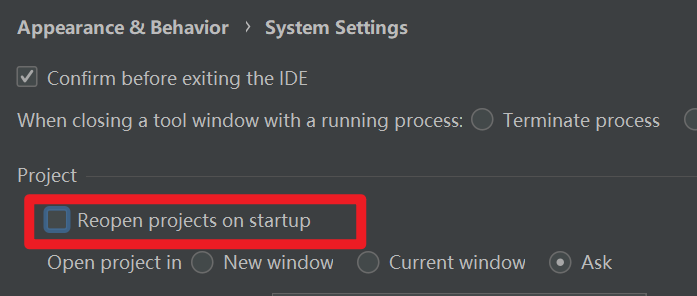 Appearance & Behavior › System Settings
Confirm before exiting the IDE
When closing a tool window with a running process: Terminate process
Project
Reopen projects on startup
Open project in New window Current window Ask